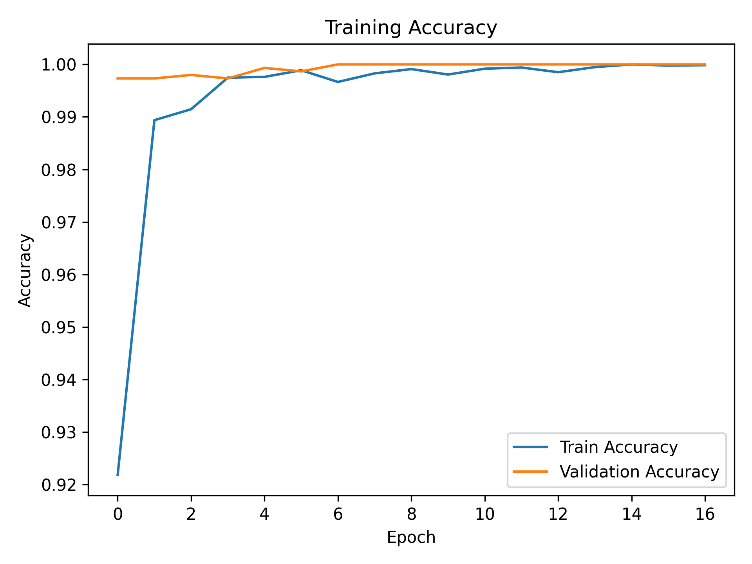 Training Accuracy
1.00
0.99
0.98
0.97
0.96
0.95
0.94
0.93
0.92
Accuracy
Train Accuracy
Validation Accuracy
0 2 4 6 8 10 12 14 16
Epoch